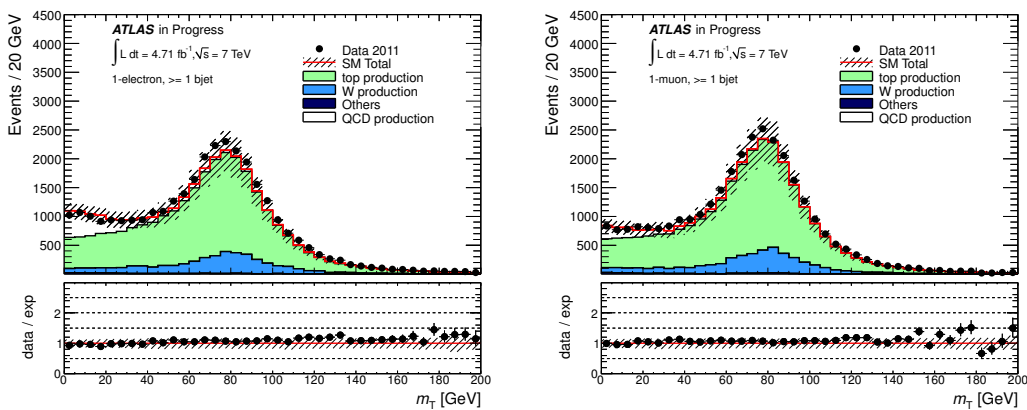 Events / 20 GeV
4500
4000
3500
3000
2500
2000
1500
1000
500
ATLAS in Progress
∫ L dt = 4.71 fb⁻¹,√s = 7 TeV
1-electron, >= 1 bjet
Data 2011
SM Total
top production
W production
Others
QCD production
data / exp
2
1
0
0 20 40 60 80 100 120 140 160 180 200
m_T [GeV]
Events / 20 GeV
4500
4000
3500
3000
2500
2000
1500
1000
500
ATLAS in Progress
∫ L dt = 4.71 fb⁻¹,√s = 7 TeV
1-muon, >= 1 bjet
Data 2011
SM Total
top production
W production
Others
QCD production
data / exp
2
1
0
0 20 40 60 80 100 120 140 160 180 200
m_T [GeV]